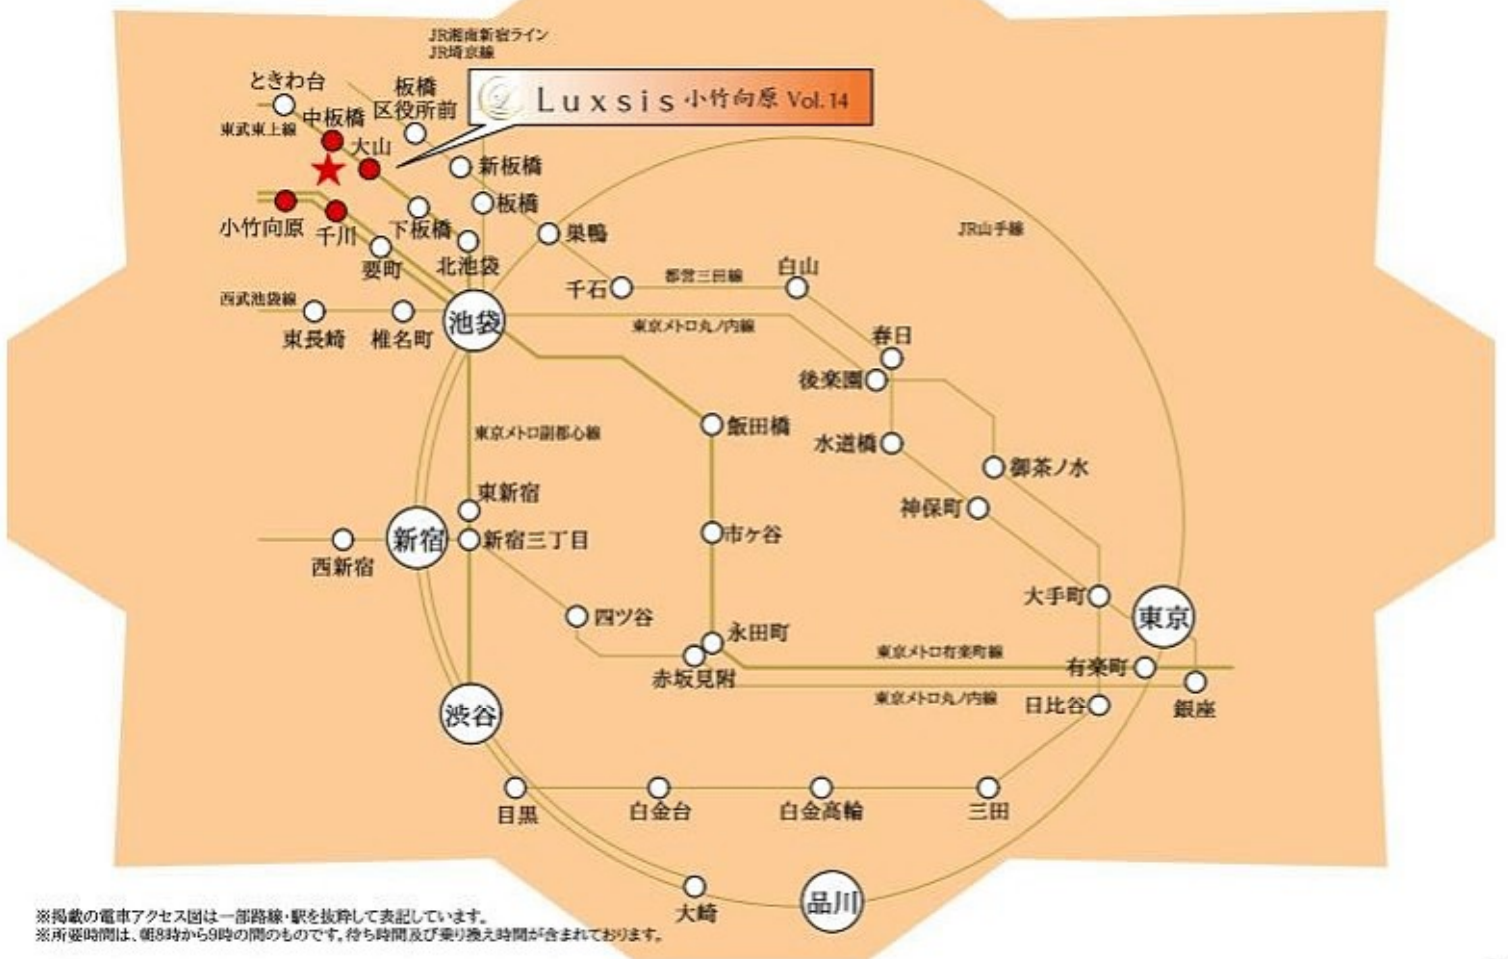 JR湘南新宿ライン
JR埼京線
ときわ台
板橋
区役所前
Luxsis 小竹向原 Vol.14
中板橋
東武東上線
大山
新板橋
板橋
小竹向原
千川
下板橋
巣鴨
JR山手線
要町
北池袋
千石
都営三田線
白山
西武池袋線
池袋
東京メトロ丸ノ内線
東長崎
椎名町
春日
後楽園
飯田橋
東京メトロ副都心線
水道橋
御茶ノ水
東新宿
神保町
新宿
新宿三丁目
市ヶ谷
西新宿
大手町
四ツ谷
東京
永田町
東京メトロ有楽町線
有楽町
赤坂見附
東京メトロ丸ノ内線
日比谷
銀座
渋谷
目黒
白金台
白金高輪
三田
品川
大崎
※掲載の電車アクセス図は一部路線・駅を抜粋して表記しています。
※所要時間は、朝8時から9時の間のものです。待ち時間及び乗り換え時間が含まれております。